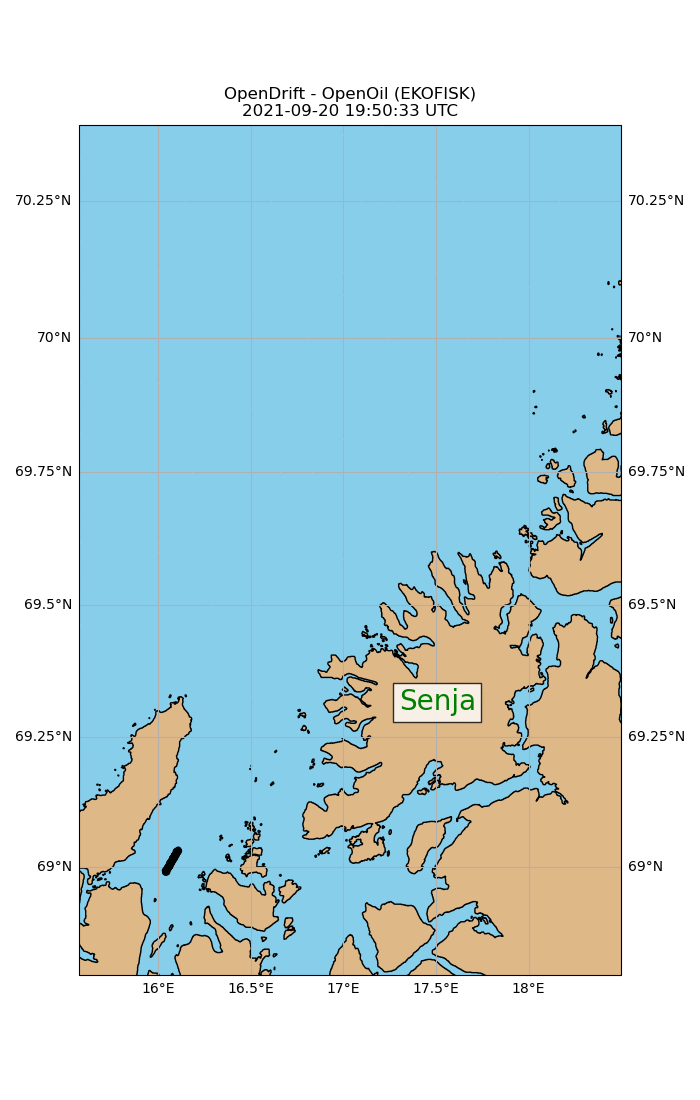 OpenDrift - OpenOil (EKOFISK)
2021-09-20 19:50:33 UTC
70.25°N 70.25°N
70°N 70°N
69.75°N 69.75°N
69.5°N 69.5°N
Senja
69.25°N 69.25°N
69°N 69°N
16°E 16.5°E 17°E 17.5°E 18°E